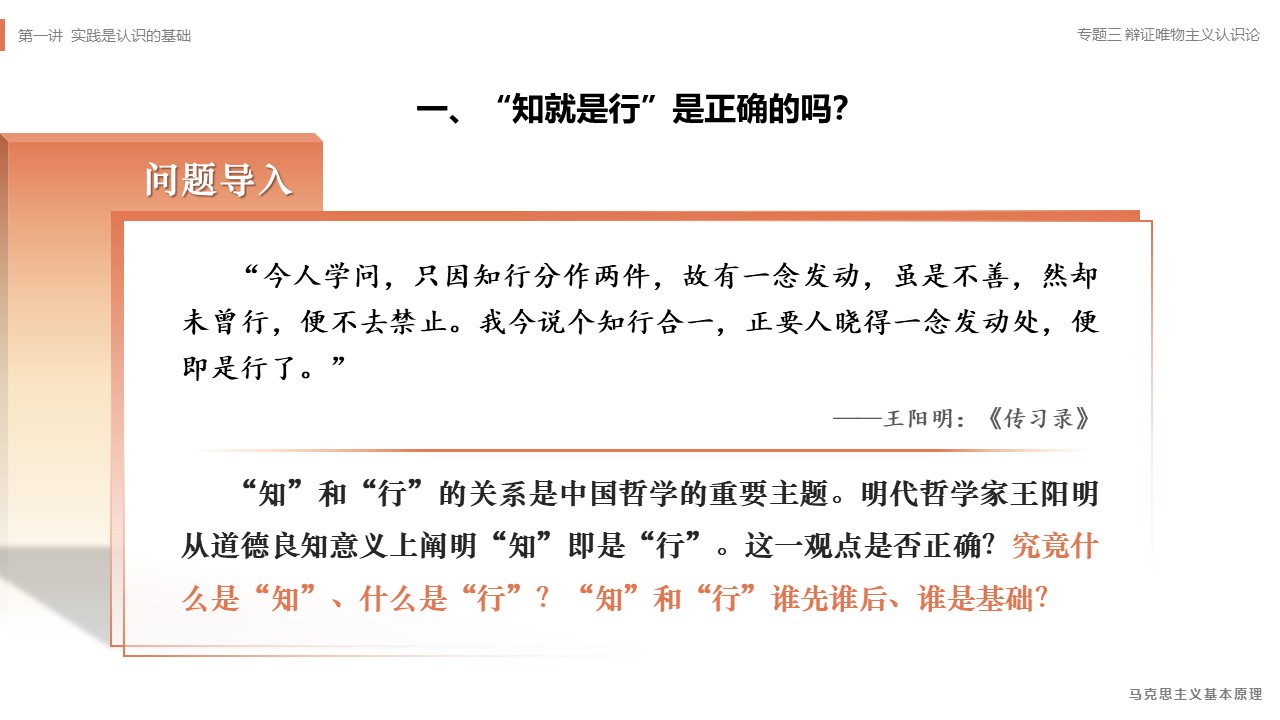 第一讲 实践是认识的基础
专题三 辩证唯物主义认识论
一、“知就是行”是正确的吗？
问题导入
“今人学问，只因知行分作两件，故有一念发动，虽是不善，然却
未曾行，便不去禁止。我今说个知行合一，正要人晓得一念发动处，便
即是行了。”
——王阳明：《传习录》
“知”和“行”的关系是中国哲学的重要主题。明代哲学家王阳明
从道德良知意义上阐明“知”即是“行”。这一观点是否正确？究竟什
么是“知”、什么是“行”？“知”和“行”谁先谁后、谁是基础？
马克思主义基本原理